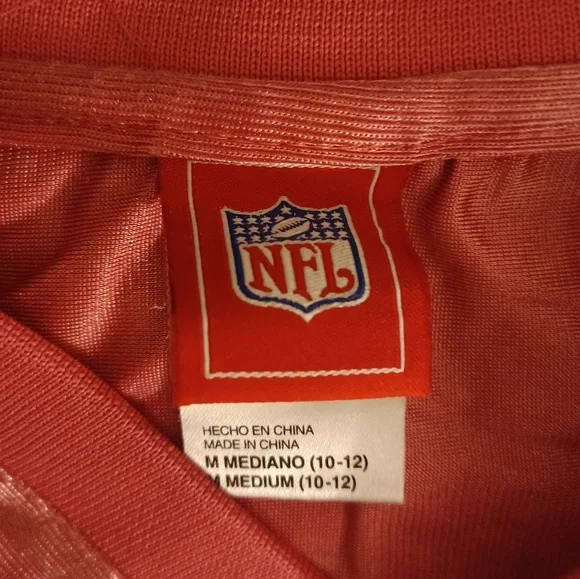 NFL
HECHO EN CHINA
MADE IN CHINA
M MEDIANO (10-12)
M MEDIUM (10-12)